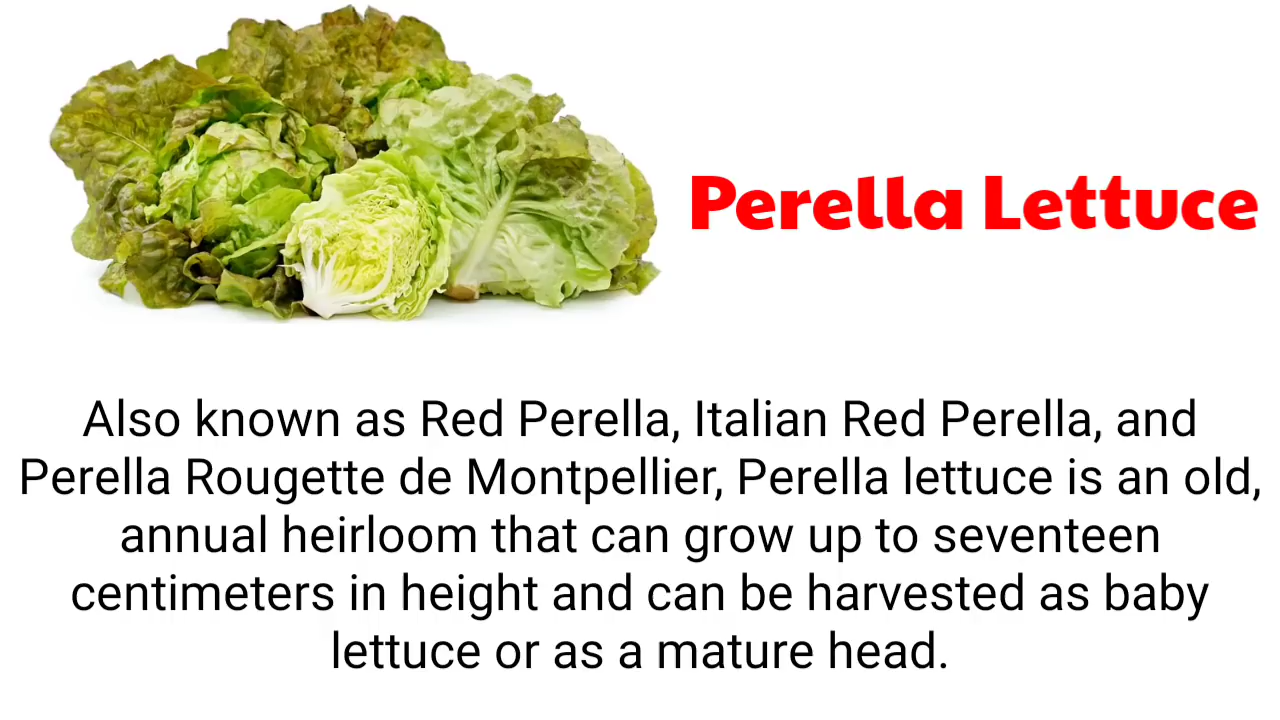 Perella Lettuce
Also known as Red Perella, Italian Red Perella, and
Perella Rougette de Montpellier, Perella lettuce is an old,
annual heirloom that can grow up to seventeen
centimeters in height and can be harvested as baby
lettuce or as a mature head.